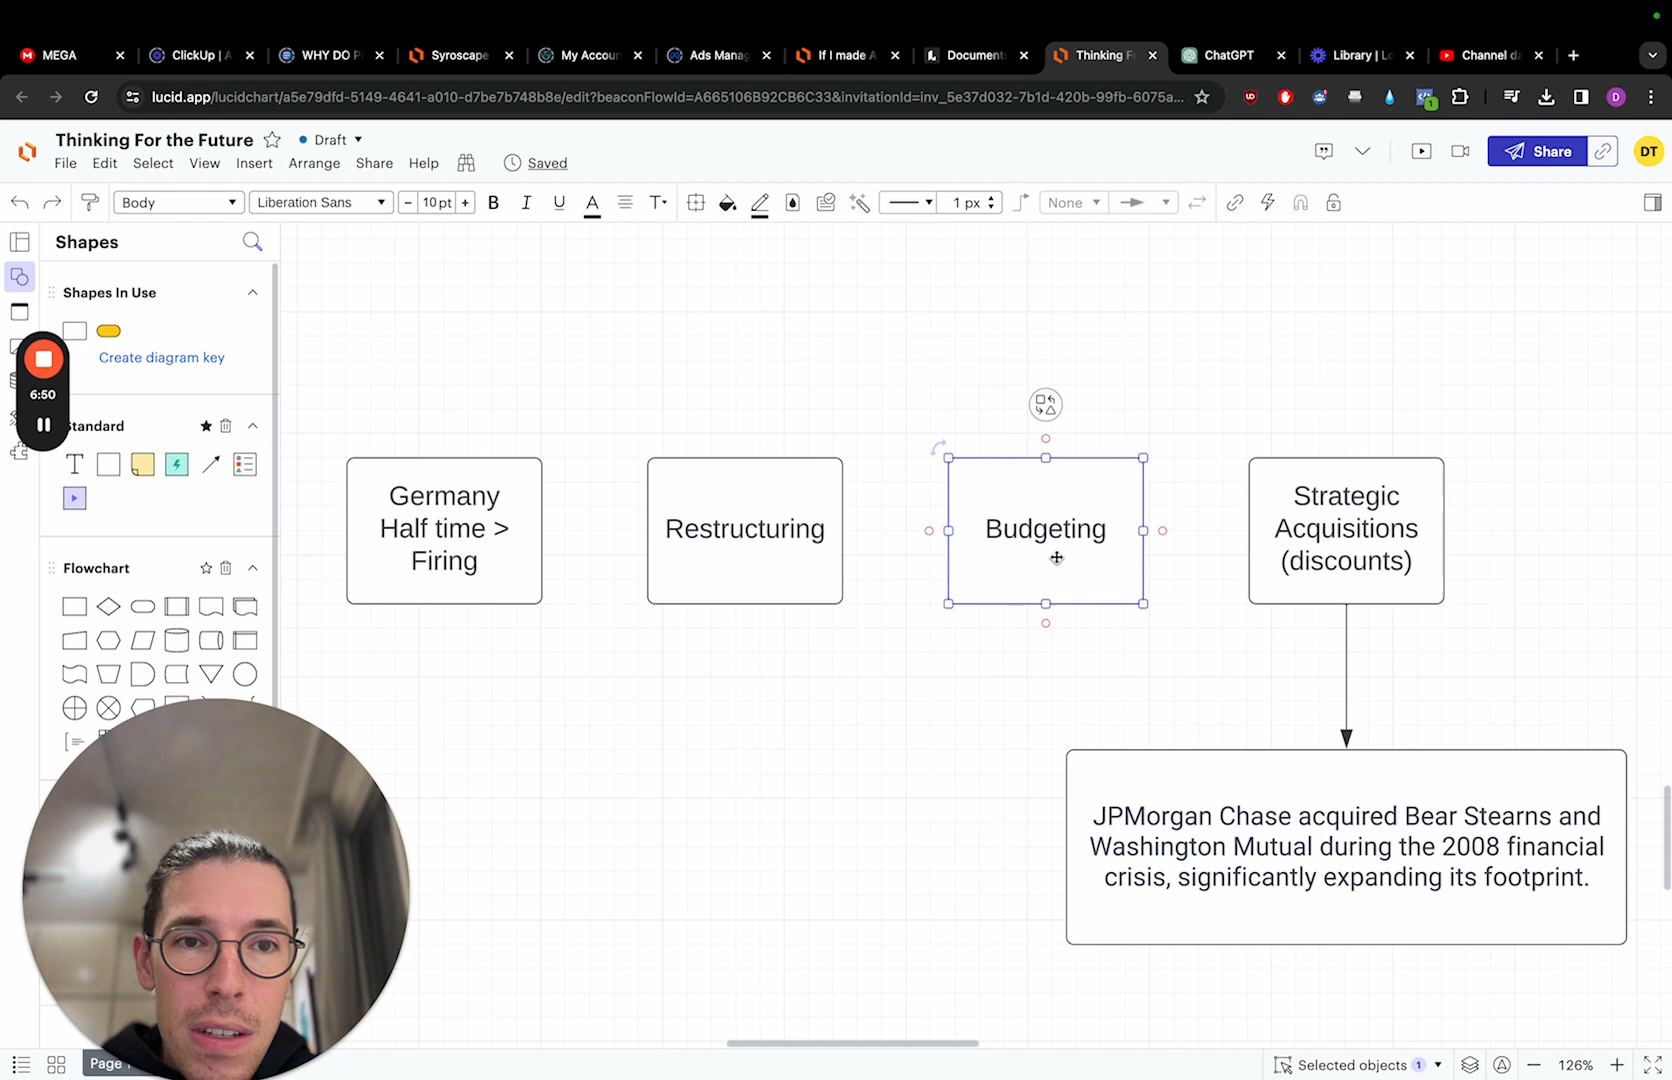 MEGA
ClickUp | A
WHY DO P
Syroscape
My Accoun
Ads Manag
If I made A
Document
Thinking F
ChatGPT
Library | Lo
Channel da
lucid.app/lucidchart/a5e79dfd-5149-4641-a010-d7be7b748b8e/edit?beaconFlowId=A665106B92CB6C33&invitationId=inv_5e37d032-7b1d-420b-99fb-6075a...
1
D
Thinking For the Future
Draft
File Edit Select View Insert Arrange Share Help
Saved
Share
DT
Body
Liberation Sans
10 pt
1 px
None
Shapes
Shapes In Use
Create diagram key
6:50
Standard
Flowchart
Germany
Half time >
Firing
Restructuring
Budgeting
Strategic
Acquisitions
(discounts)
JPMorgan Chase acquired Bear Stearns and
Washington Mutual during the 2008 financial
crisis, significantly expanding its footprint.
Page
Selected objects 1
126%